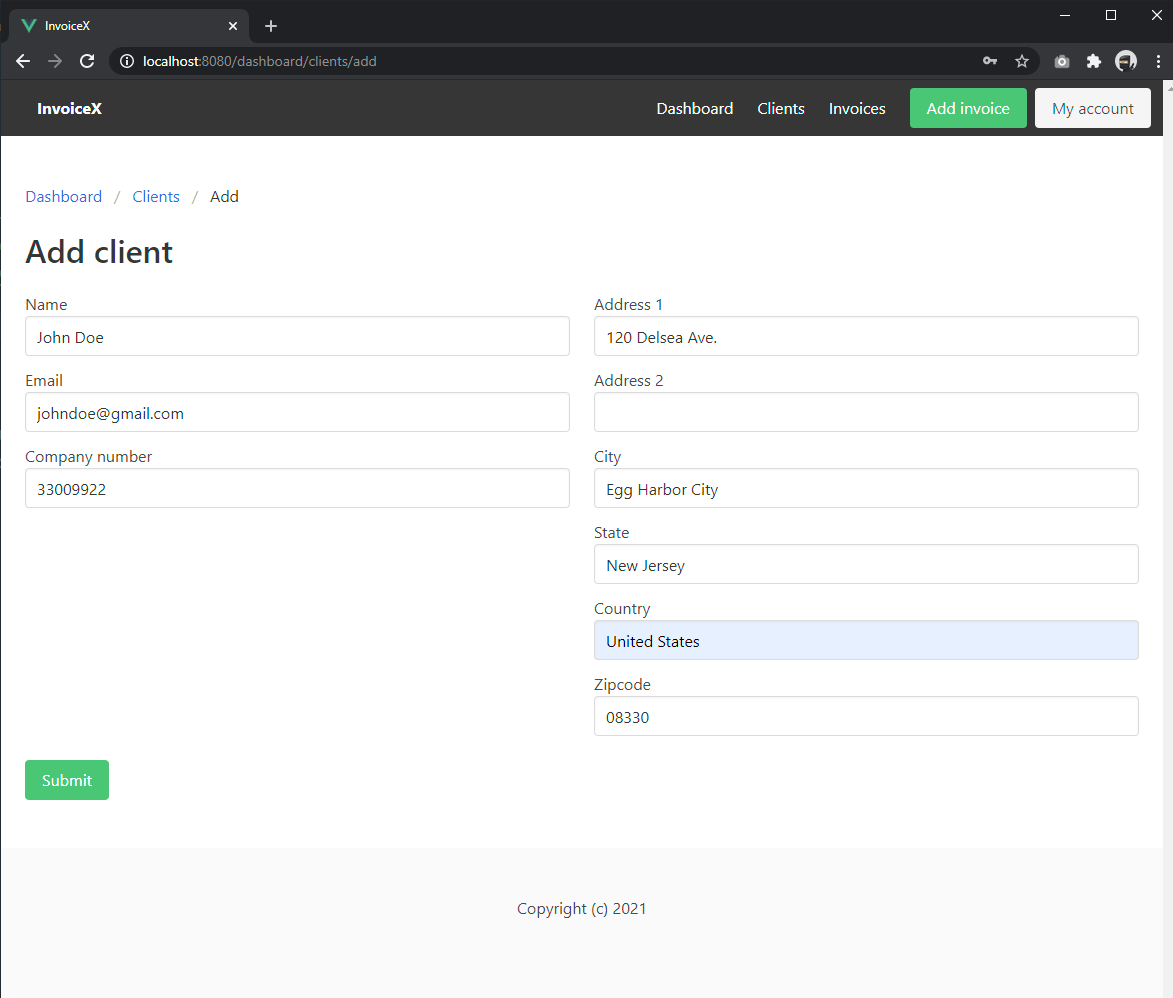 InvoiceX
localhost:8080/dashboard/clients/add
InvoiceX Dashboard Clients Invoices Add invoice My account
Dashboard / Clients / Add
Add client
Name
John Doe
Email
johndoe@gmail.com
Company number
33009922
Address 1
120 Delsea Ave.
Address 2
City
Egg Harbor City
State
New Jersey
Country
United States
Zipcode
08330
Submit
Copyright (c) 2021